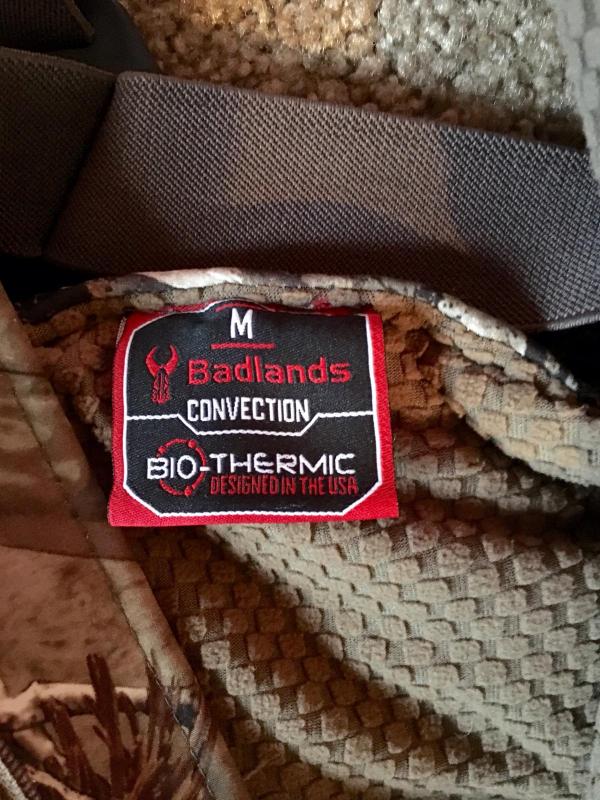 M
Badlands
CONVECTION
BIO-THERMIC
DESIGNED IN THE USA